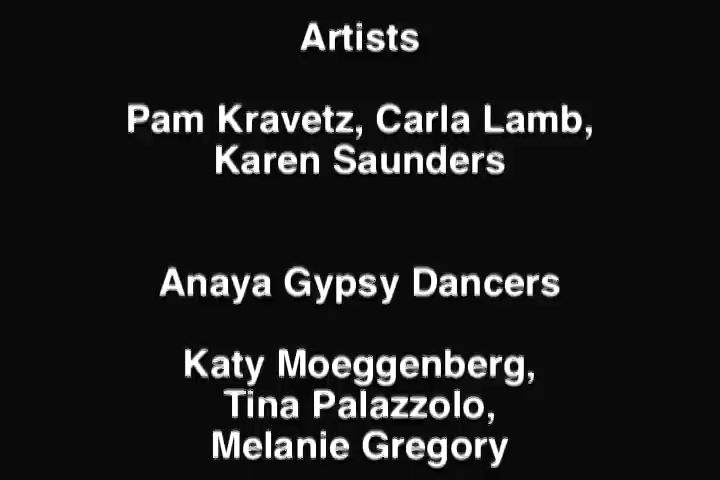 Artists
Pam Kravetz, Carla Lamb,
Karen Saunders
Anaya Gypsy Dancers
Katy Moeggenberg,
Tina Palazzolo,
Melanie Gregory